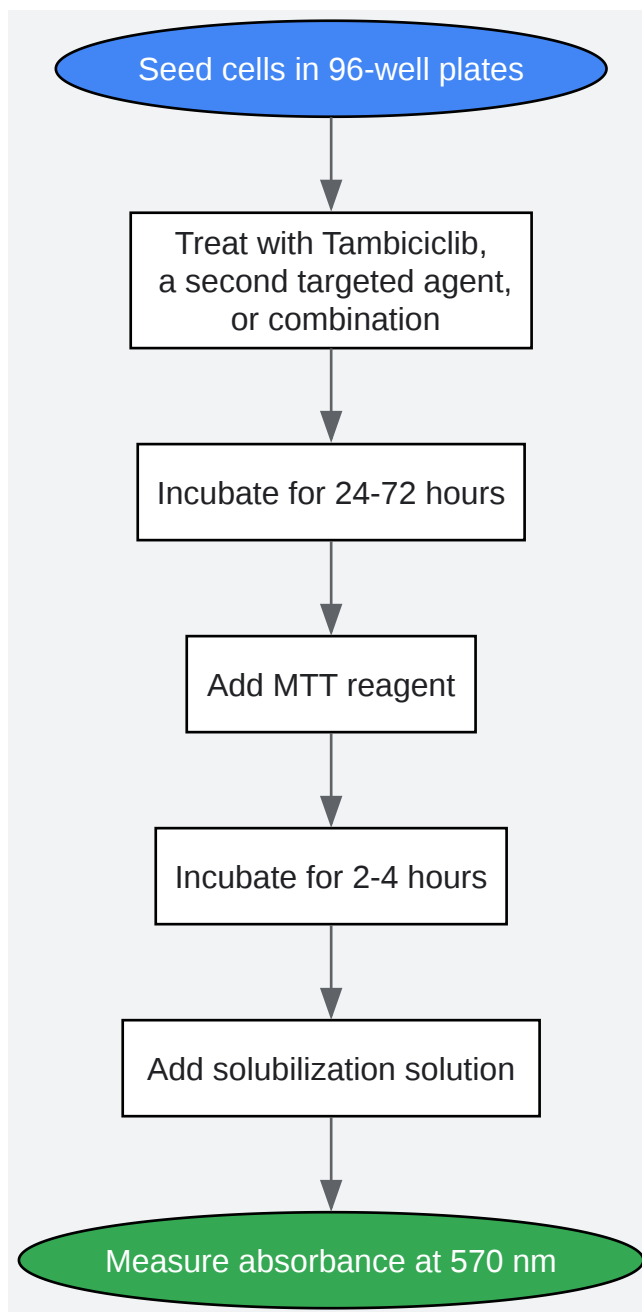 Seed cells in 96-well plates
Treat with Tambiciclib,
a second targeted agent,
or combination
Incubate for 24-72 hours
Add MTT reagent
Incubate for 2-4 hours
Add solubilization solution
Measure absorbance at 570 nm